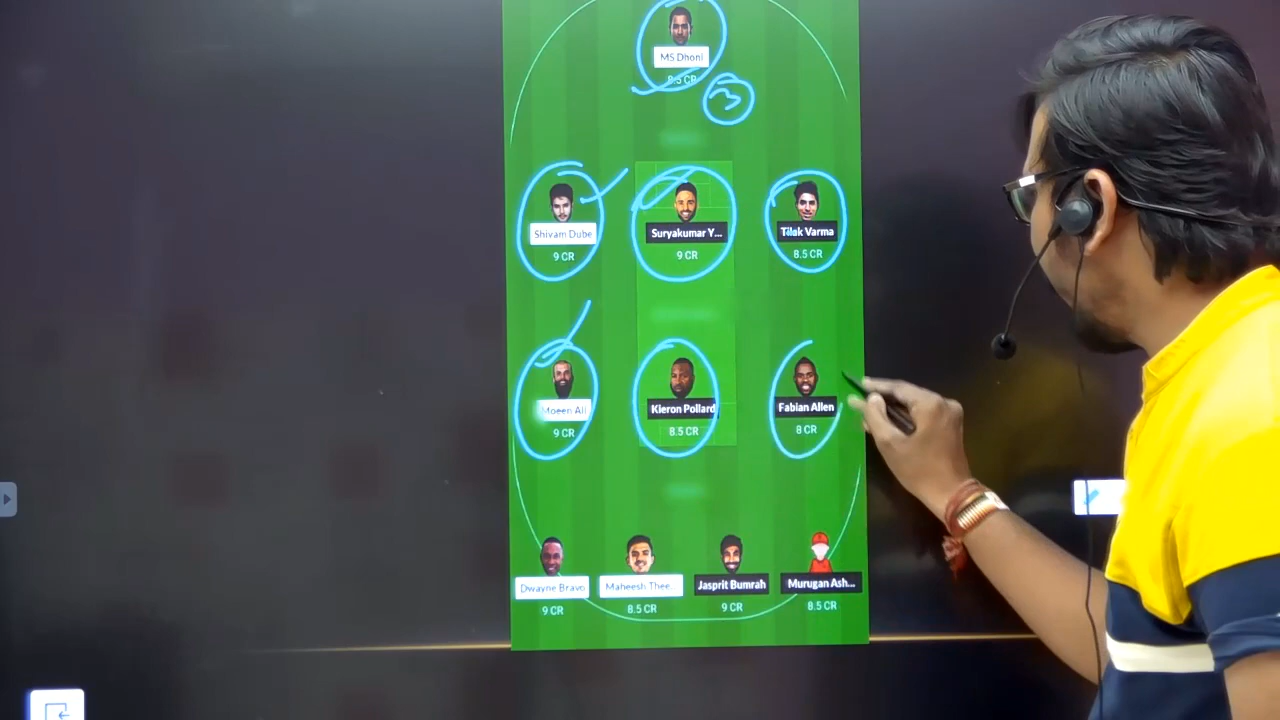 MS Dhoni
8.5 CR
3
Shivam Dube
Suryakumar Y...
Tilak Varma
9 CR
9 CR
8.5 CR
Moeen Ali
Kieron Pollard
Fabian Allen
9 CR
8.5 CR
8 CR
Dwayne Bravo
Maheesh Thee...
Jasprit Bumrah
Murugan Ash...
9 CR
8.5 CR
9 CR
8.5 CR